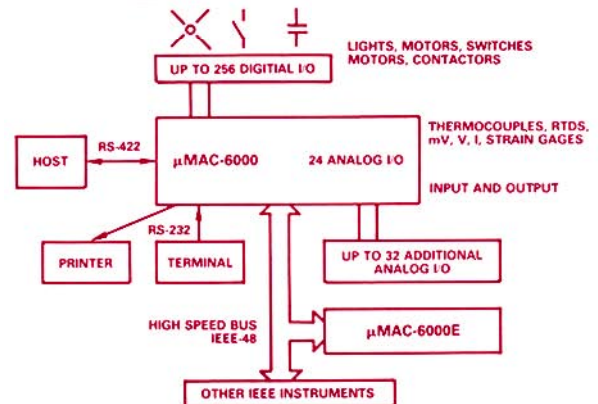 LIGHTS, MOTORS, SWITCHES
MOTORS, CONTACTORS
UP TO 256 DIGITIAL I/O
THERMOCOUPLES, RTDS,
mV, V, I, STRAIN GAGES
HOST
RS-422
μMAC-6000
24 ANALOG I/O
INPUT AND OUTPUT
RS-232
PRINTER
TERMINAL
UP TO 32 ADDITIONAL
ANALOG I/O
HIGH SPEED BUS
IEEE-48
μMAC-6000E
OTHER IEEE INSTRUMENTS